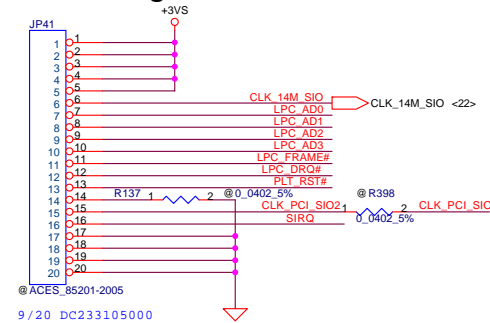 +3VS
JP41
1 1
2 2
3 3
4 4
5 5
6 6 CLK_14M_SIO CLK_14M_SIO <22>
7 7 LPC_AD0
8 8 LPC_AD1
9 9 LPC_AD2
10 10 LPC_AD3
11 11 LPC_FRAME#
12 12 LPC_DRQ#
13 13 PLT_RST#
14 14 R137 1 2 @0_0402_5% @ R398
15 15 CLK_PCI_SIO2 1 2 CLK_PCI_SIO
16 16 SIRQ 0_0402_5%
17 17
18 18
19 19
20 20
@ ACES_85201-2005
9/20 DC233105000